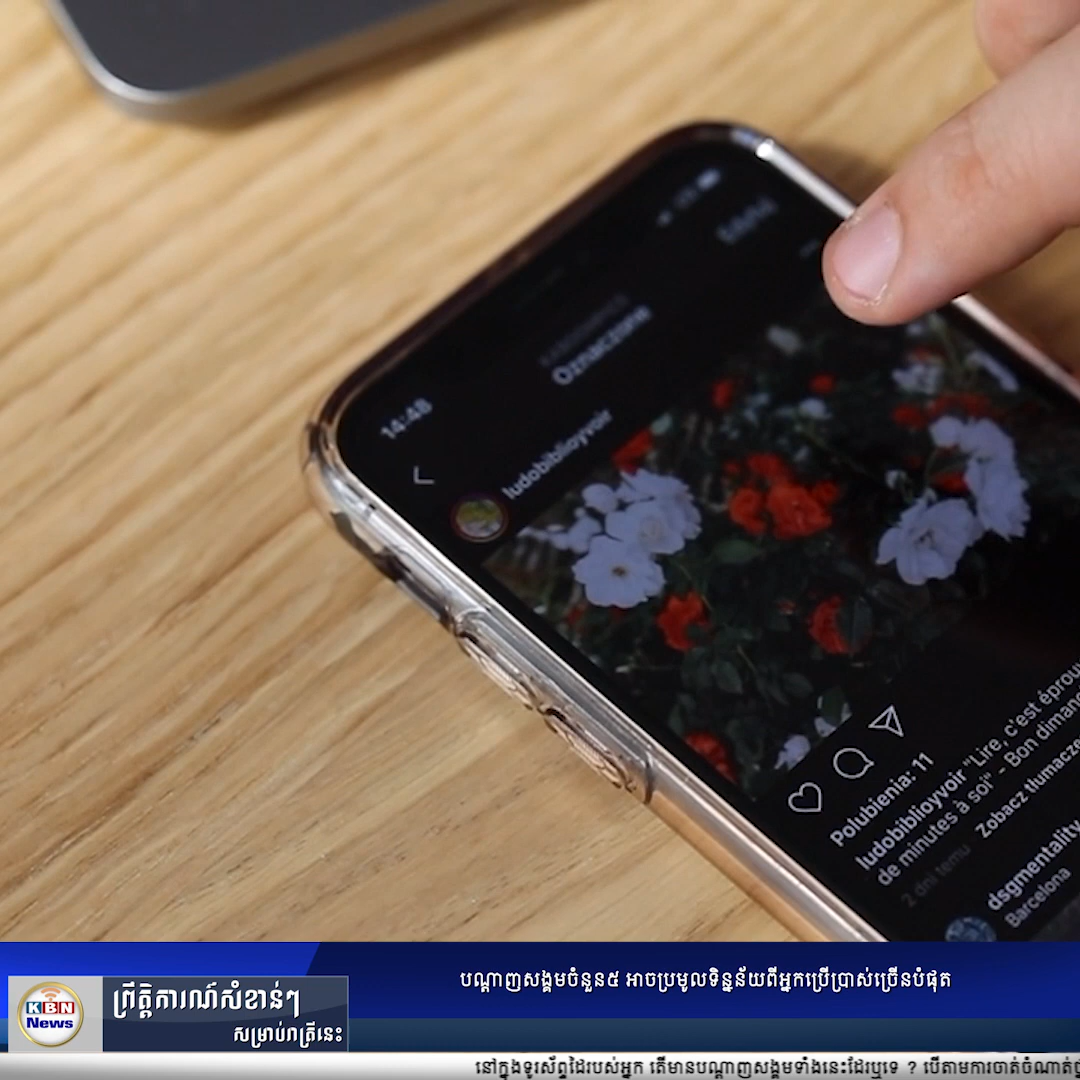 14:48
Oznaczone
ludobiblioyvoir
Polubienia: 11
ludobiblioyvoir "Lire, c'est éprou
de minutes à soi" - Bon dimanc
Zobacz tłumacze
2 dni temu
dsgmentality
Barcelona
បណ្តាញសង្គមចំនួន៥ អាចប្រមូលទិន្នន័យពីអ្នកប្រើប្រាស់ច្រើនបំផុត
KBN
News
ព្រឹត្តិការណ៍សំខាន់ៗ
សម្រាប់រាត្រីនេះ
នៅក្នុងទូរស័ព្ទដៃរបស់អ្នក តើមានបណ្តាញសង្គមទាំងនេះដែរឬទេ ? បើតាមការចាត់ចំណាត់ថ្នា